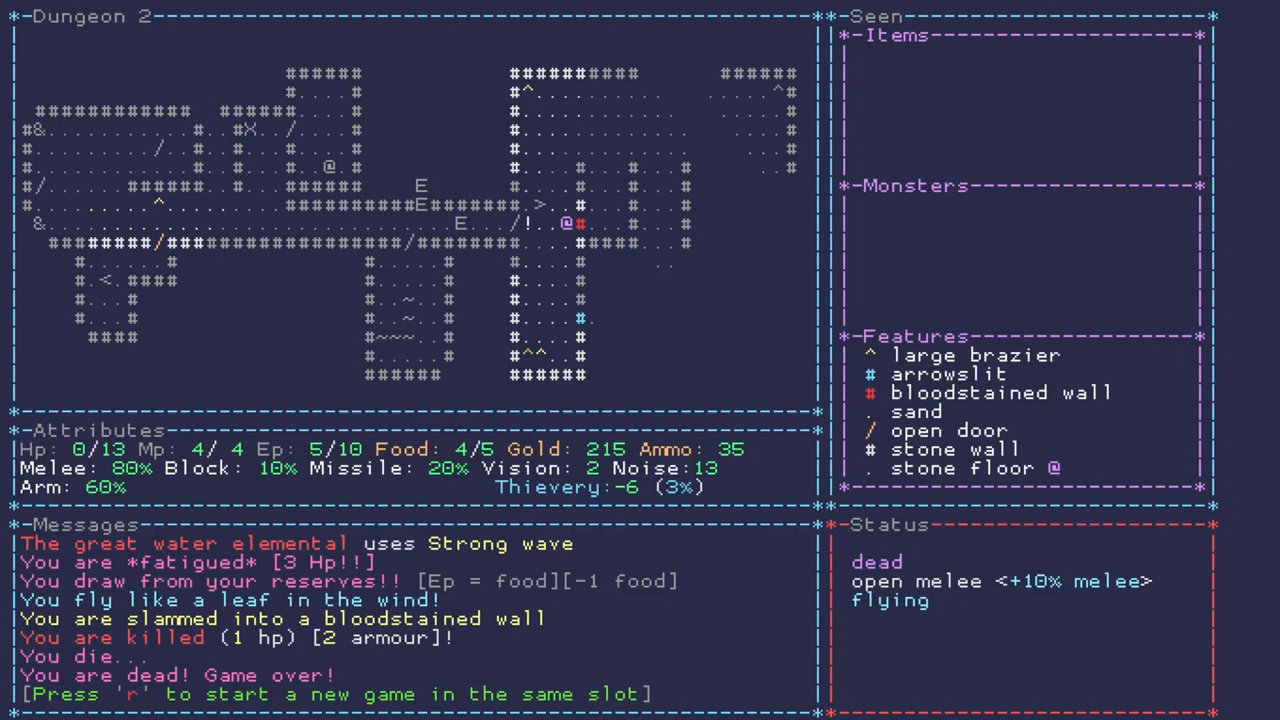 Dungeon 2
Seen
Items
Monsters
Features
^ large brazier
# arrowslit
# bloodstained wall
. sand
/ open door
# stone wall
. stone floor @
Attributes
Hp: 0/13 Mp: 4/ 4 Ep: 5/10 Food: 4/5 Gold: 215 Ammo: 35
Melee: 80% Block: 10% Missile: 20% Vision: 2 Noise:13
Arm: 60% Thievery:-6 (3%)
Messages
The great water elemental uses Strong wave
You are *fatigued* [3 Hp!!]
You draw from your reserves!! [Ep = food][-1 food]
You fly like a leaf in the wind!
You are slammed into a bloodstained wall
You are killed (1 hp) [2 armour]!
You die...
You are dead! Game over!
[Press 'r' to start a new game in the same slot]
Status
dead
open melee <+10% melee>
flying